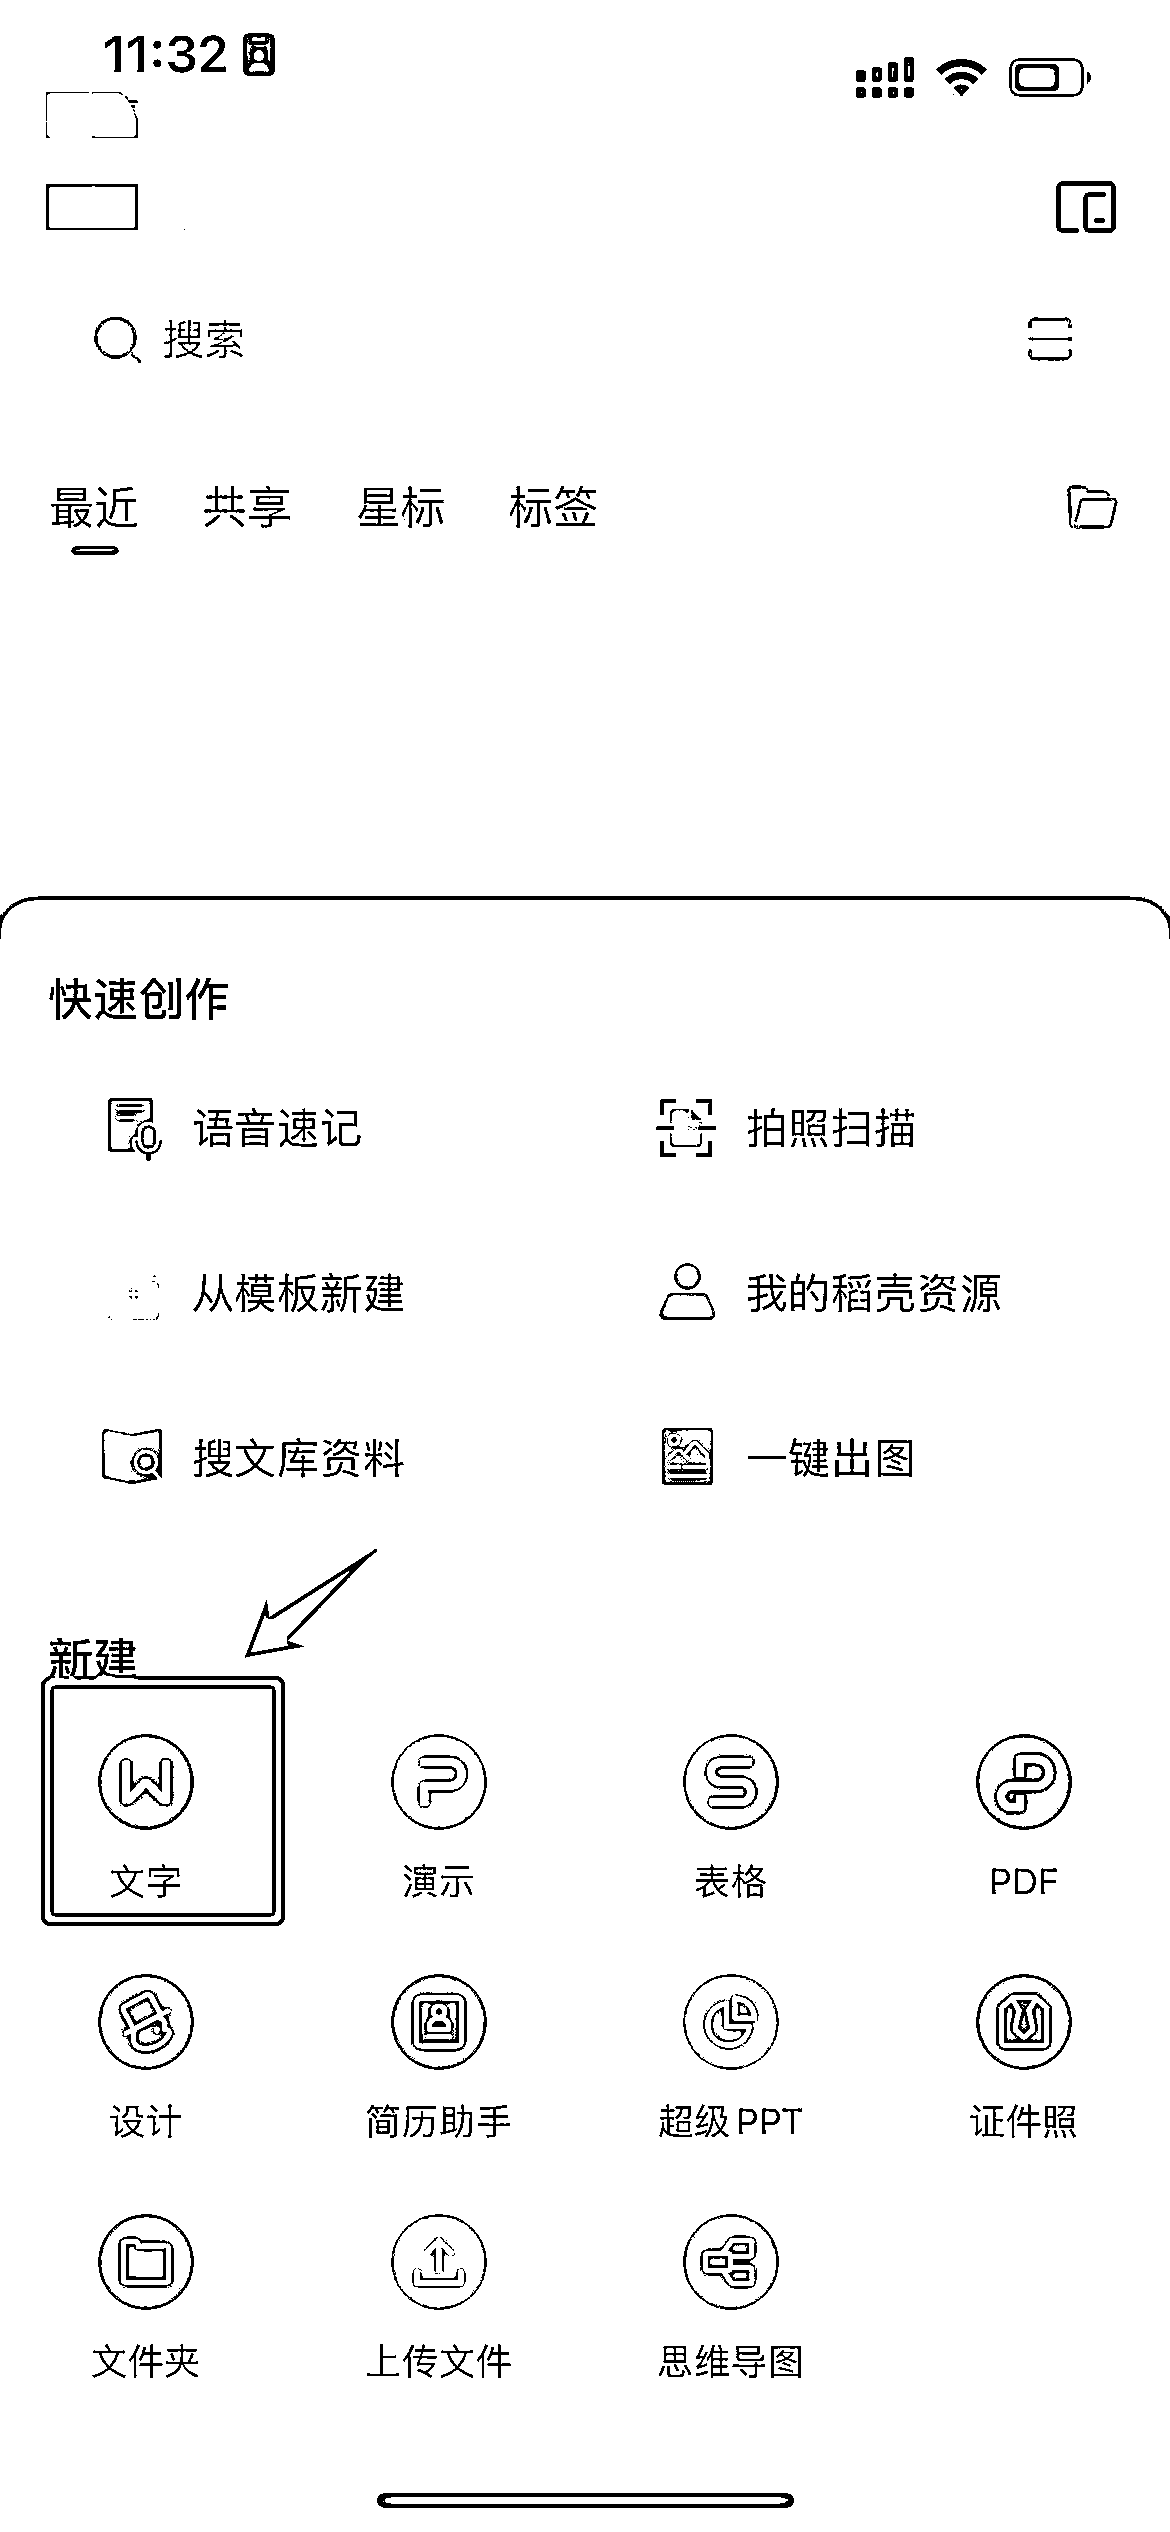 11:32
搜索
最近 共享 星标 标签
快速创作
语音速记 拍照扫描
从模板新建 我的稻壳资源
搜文库资料 一键出图
新建
文字 演示 表格 PDF
设计 简历助手 超级PPT 证件照
文件夹 上传文件 思维导图